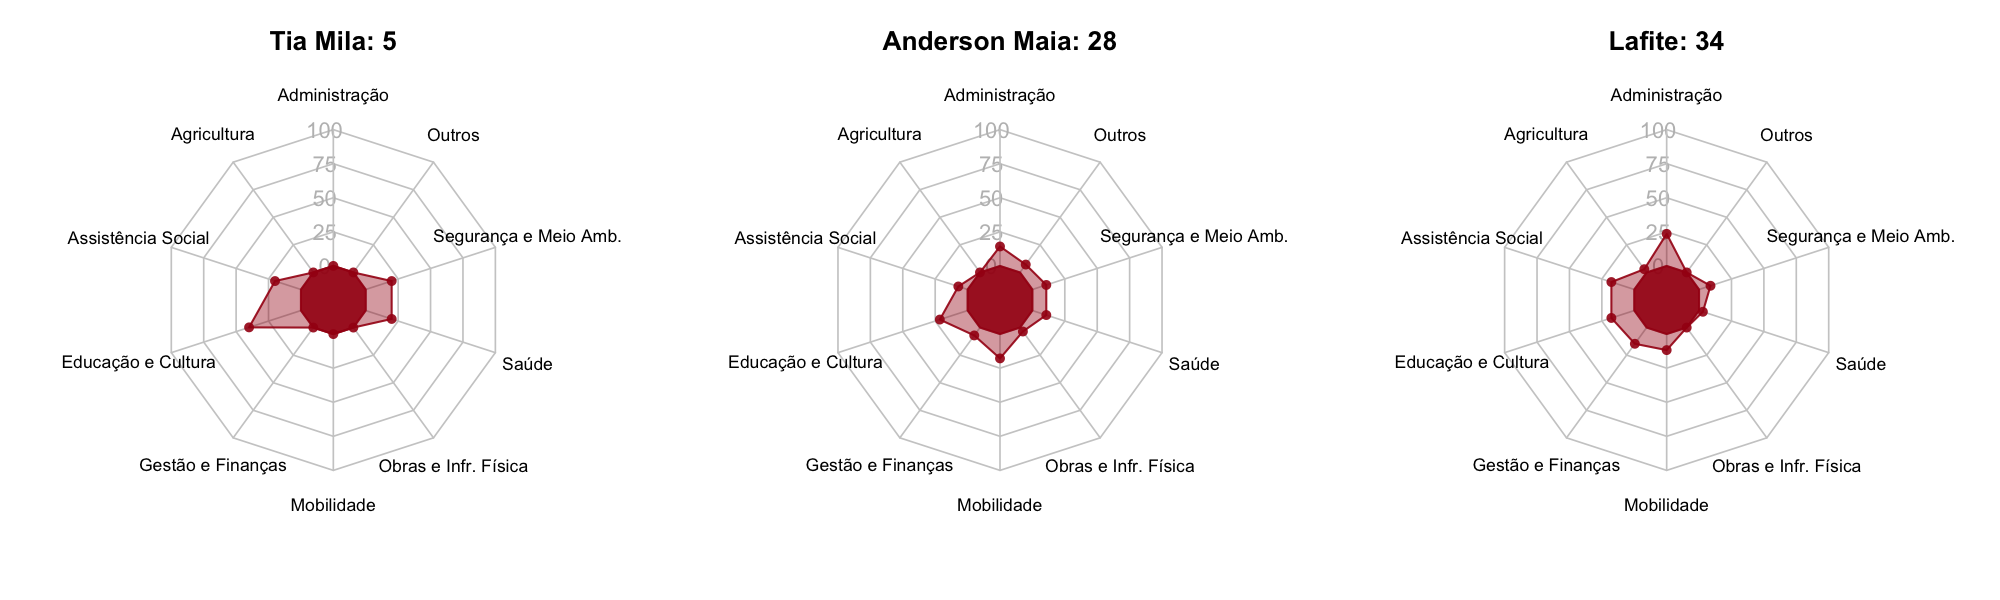 Tia Mila: 5
Administração
Agricultura
Outros
100
75
50
25
0
Assistência Social
Segurança e Meio Amb.
Educação e Cultura
Saúde
Gestão e Finanças
Obras e Infr. Física
Mobilidade
Anderson Maia: 28
Administração
Agricultura
Outros
100
75
50
25
0
Assistência Social
Segurança e Meio Amb.
Educação e Cultura
Saúde
Gestão e Finanças
Obras e Infr. Física
Mobilidade
Lafite: 34
Administração
Agricultura
Outros
100
75
50
25
0
Assistência Social
Segurança e Meio Amb.
Educação e Cultura
Saúde
Gestão e Finanças
Obras e Infr. Física
Mobilidade